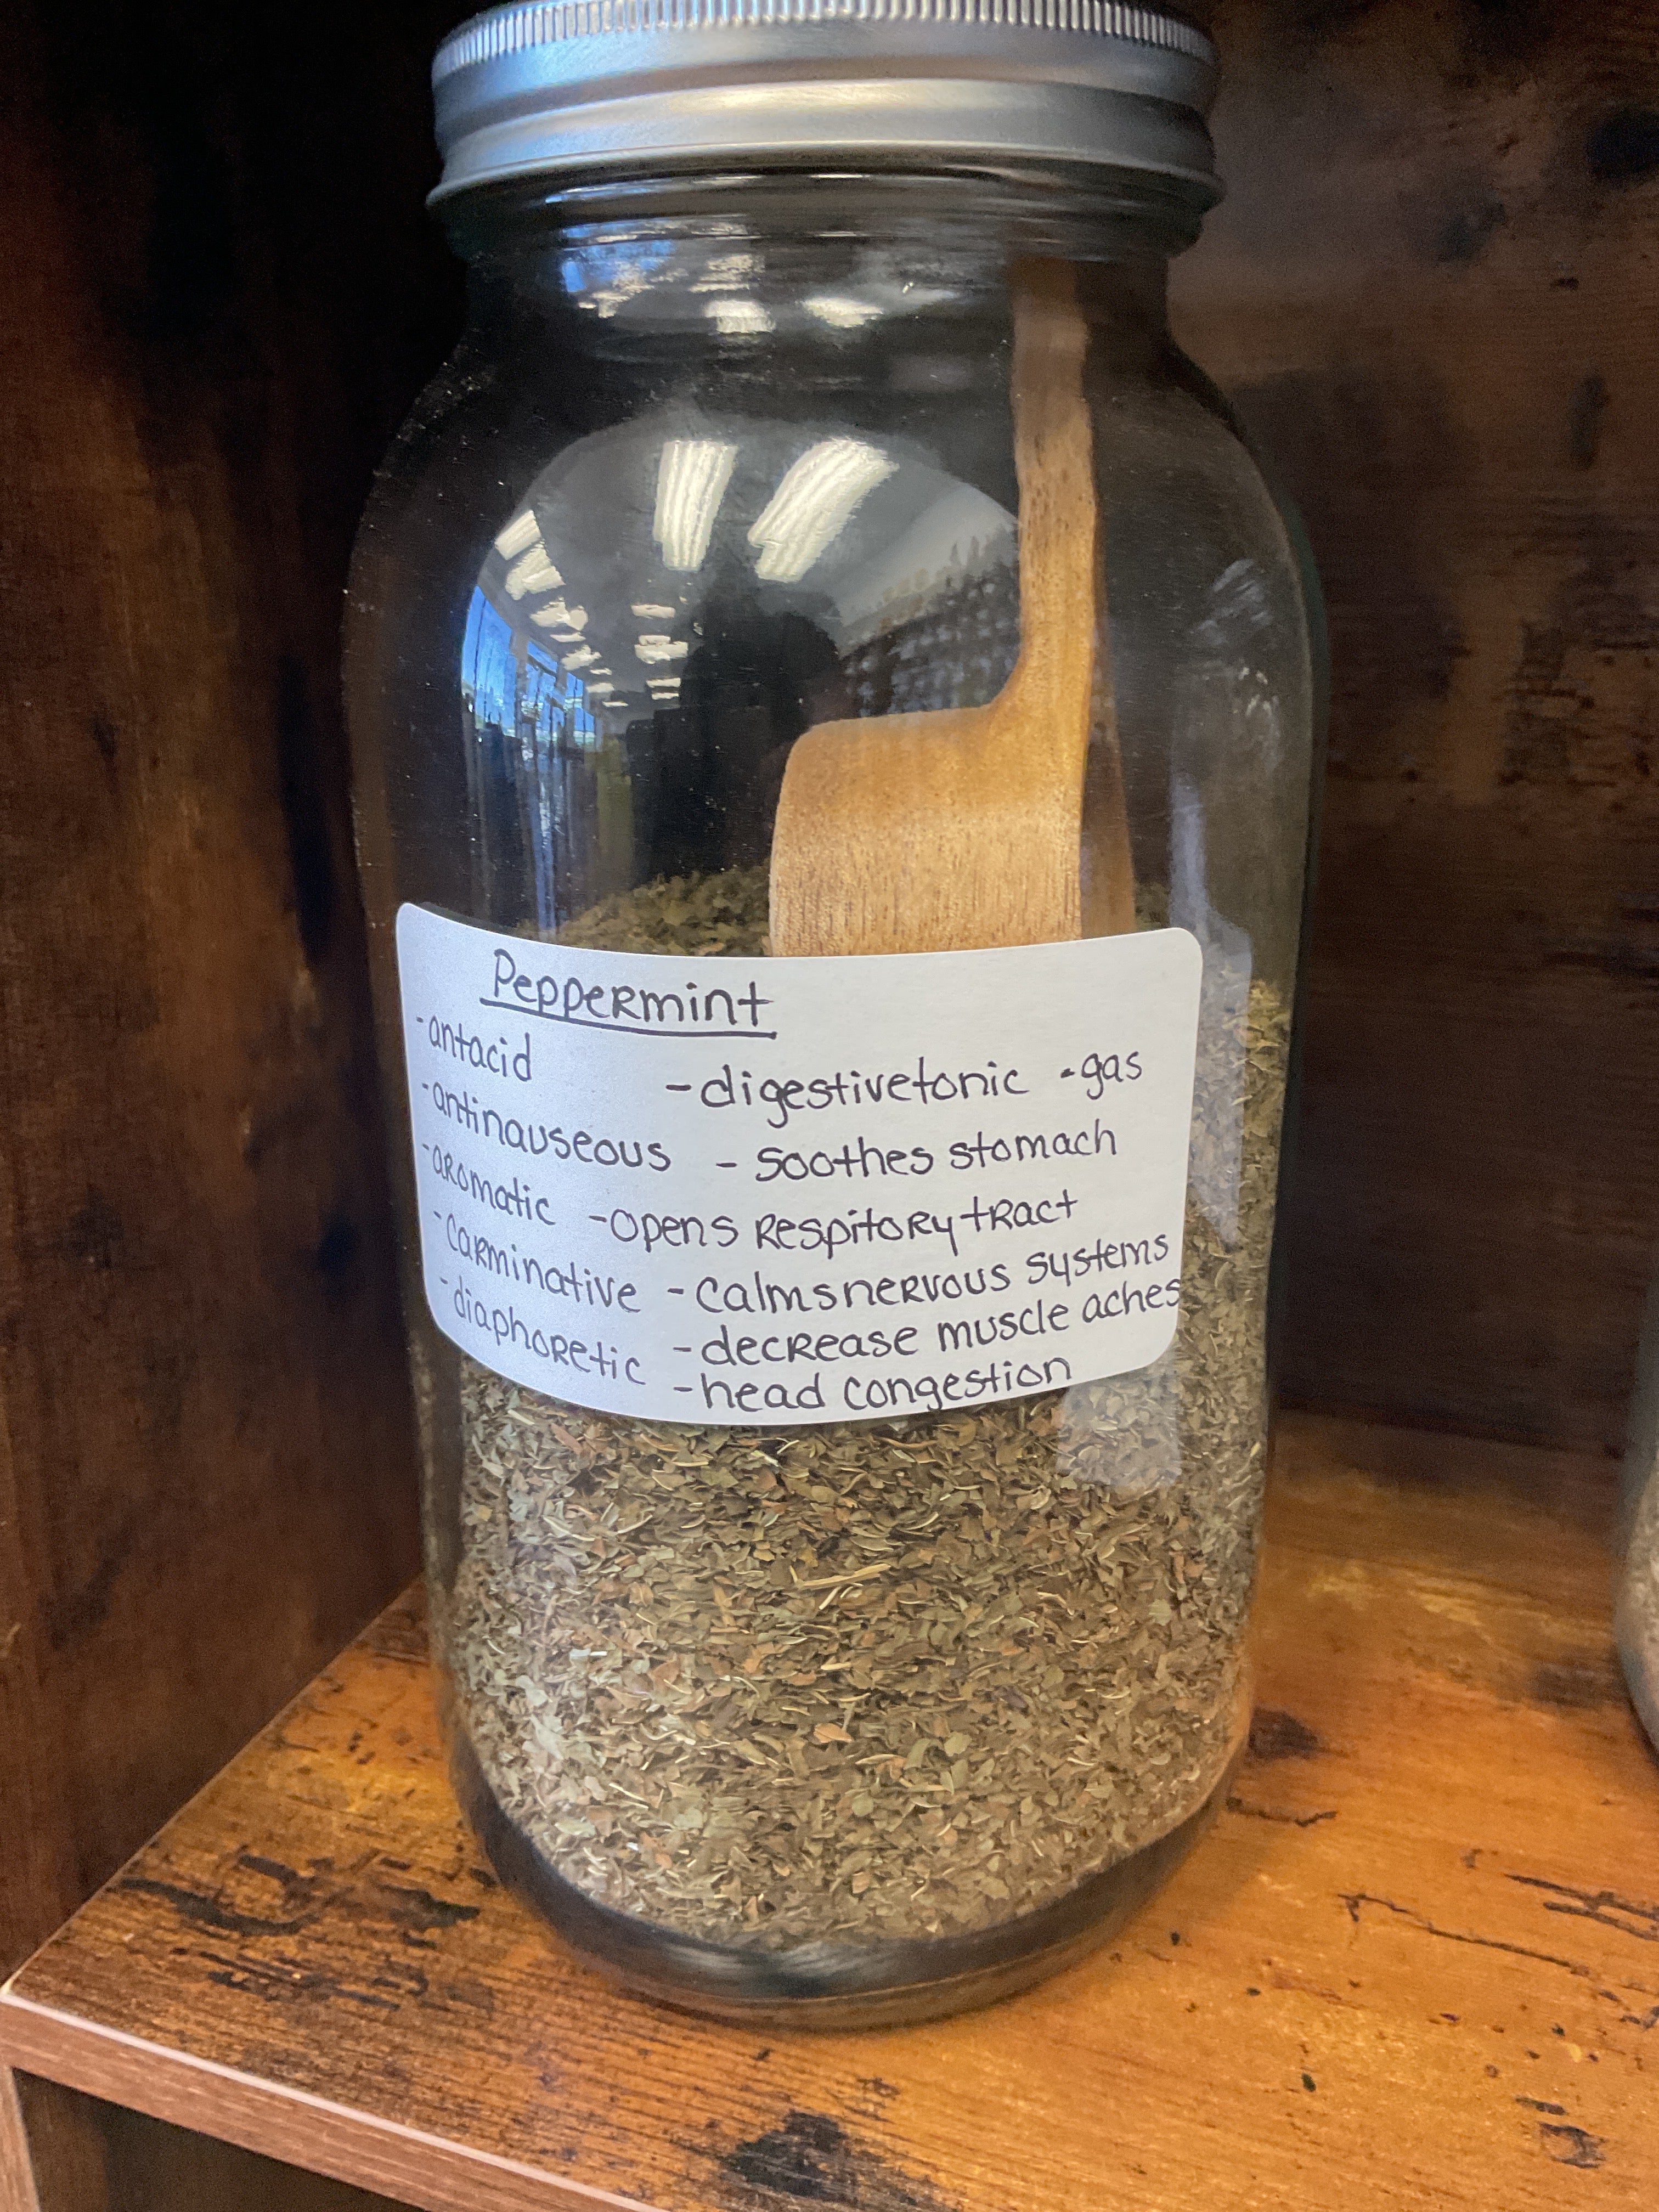 Peppermint
-antacid
-antinauseous
-aromatic
-carminative
-diaphoretic
-digestivetonic -gas
- Soothes stomach
-opens Respitory tract
-calmsnervous systems
-decrease muscle aches
-head congestion